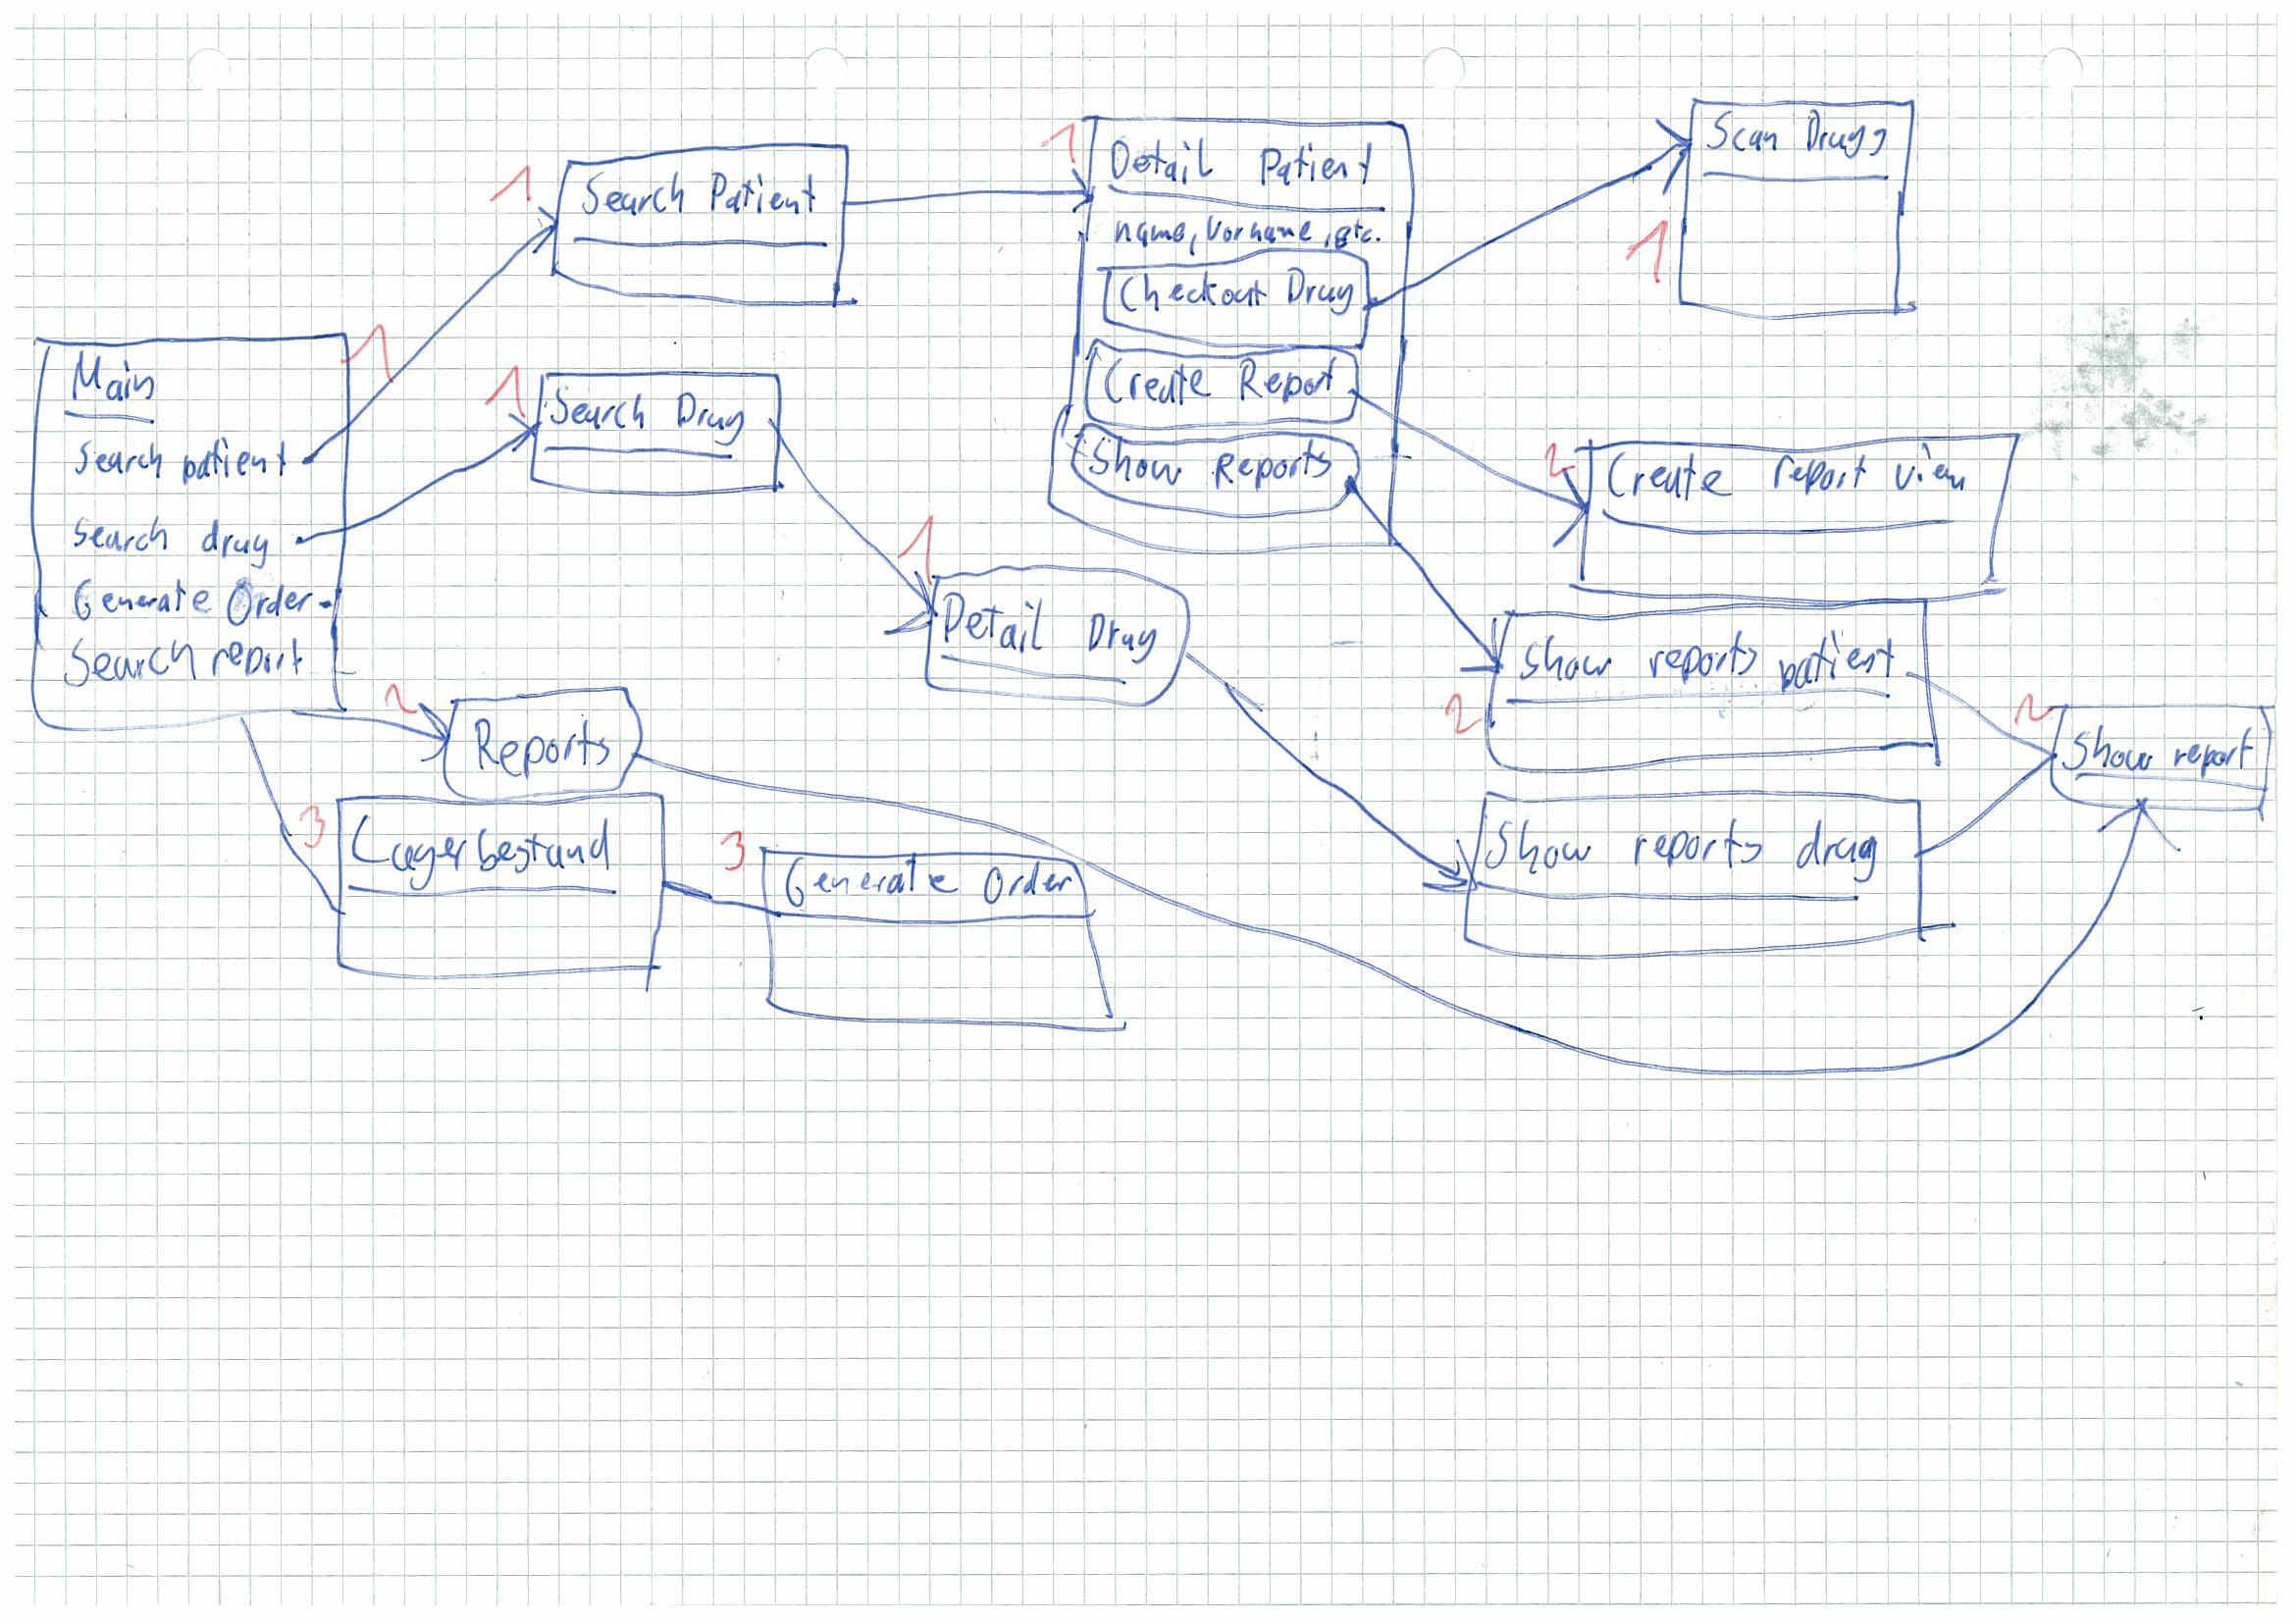 Main
Search patient
Search drug
Generate Order
Search report
1
1
Search Patient
1
Search Drug
1
Detail Patient
name, Vorname, etc.
Checkout Drug
Create Report
Show Reports
Scan Drugs
1
2
Create report view
1
Detail Drug
Show reports patient
2
2
Show report
2
Reports
3
Lagerbestand
3
Generate Order
Show reports drug